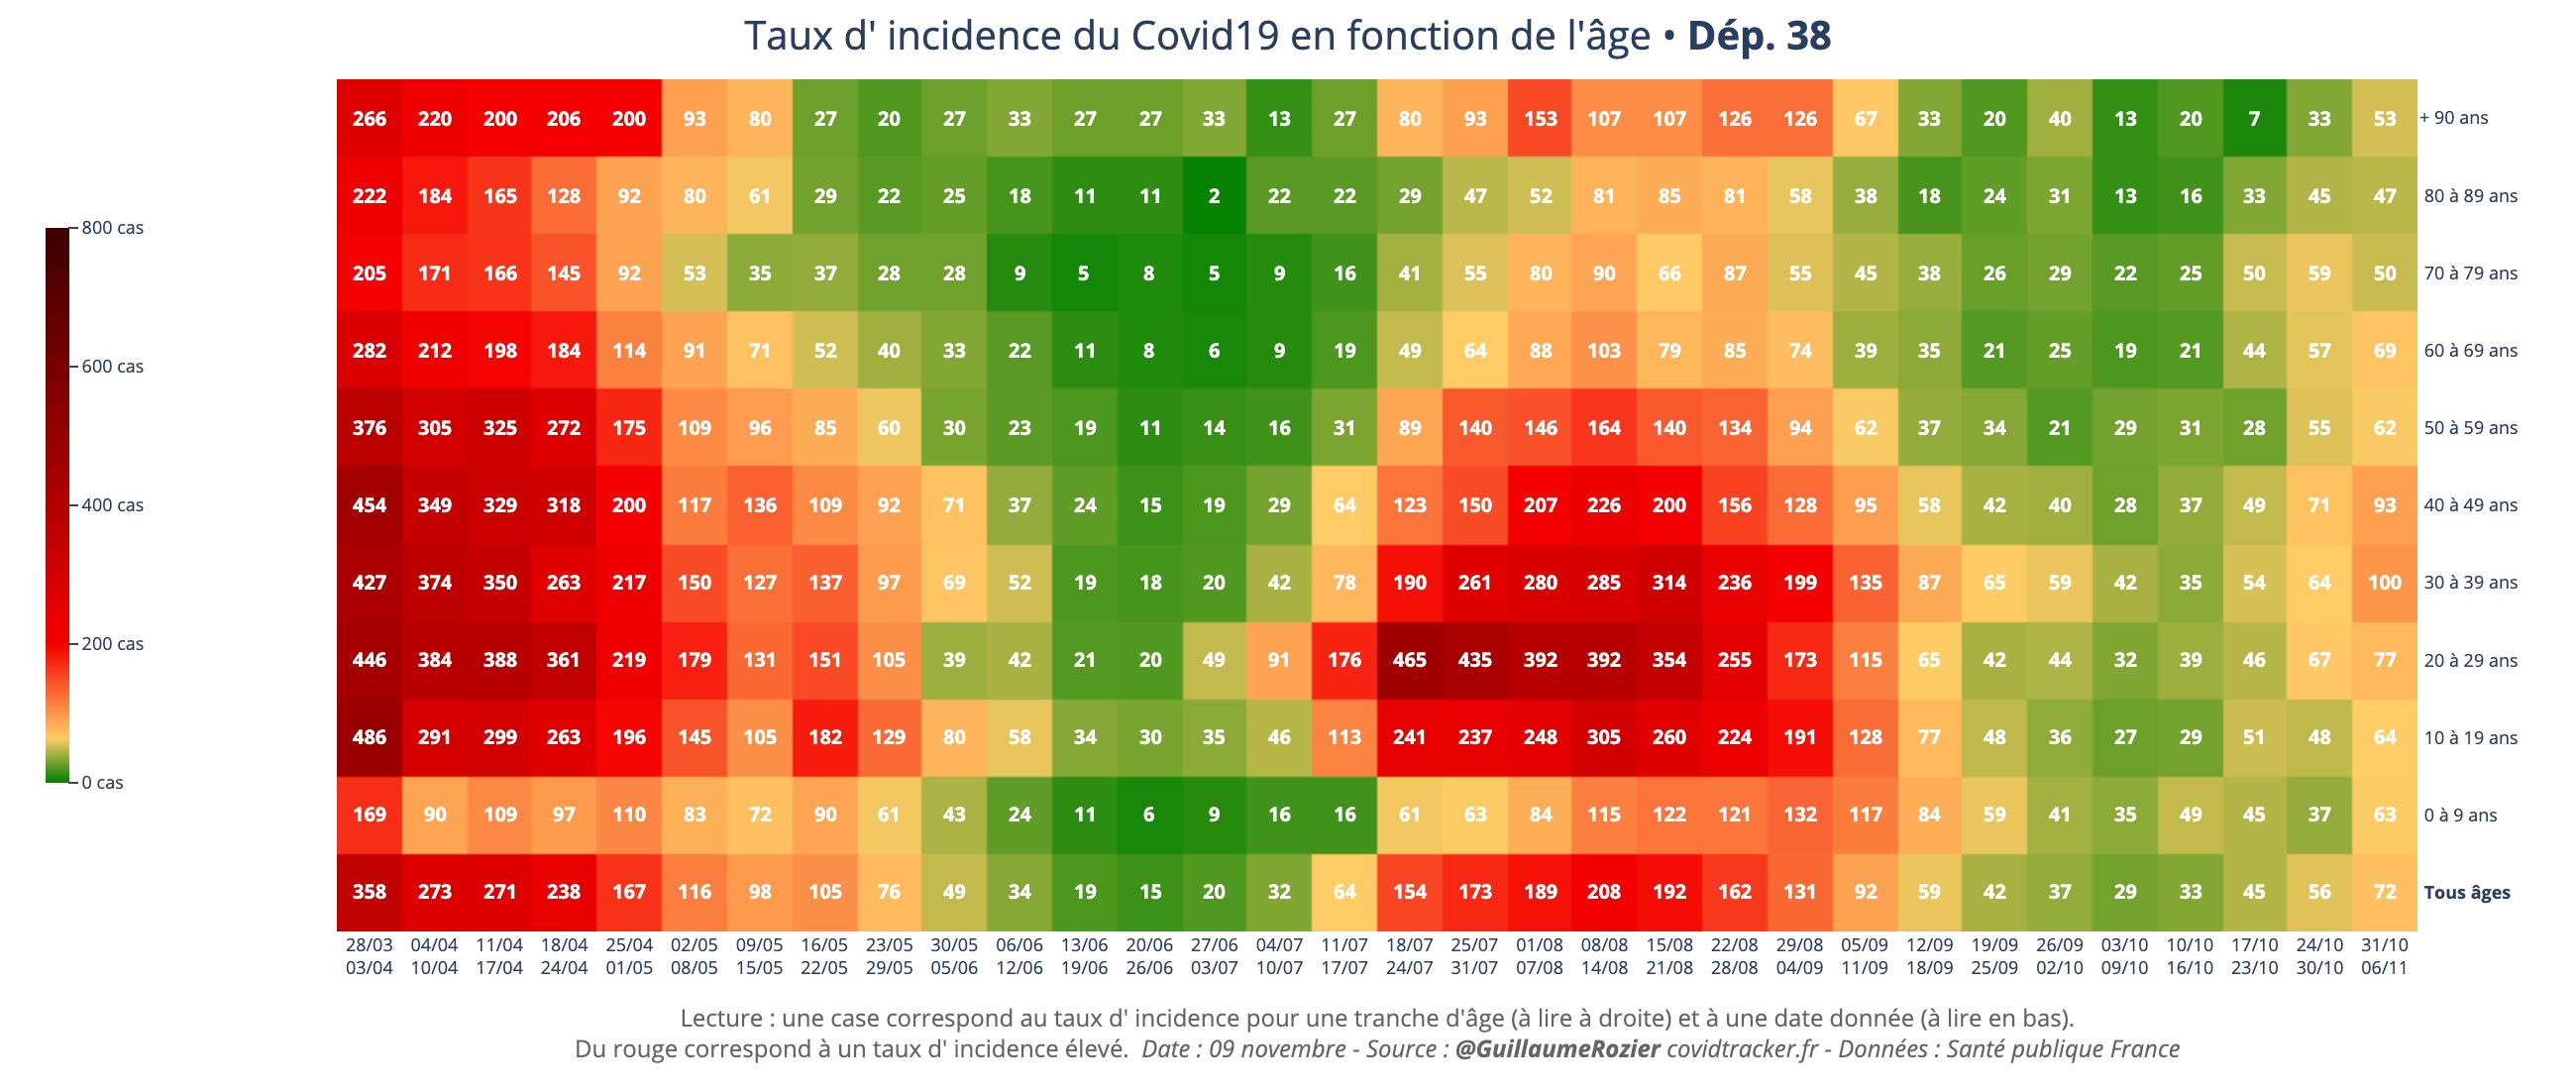 Taux d' incidence du Covid19 en fonction de l'âge • Dép. 38
800 cas
600 cas
400 cas
200 cas
0 cas
266 220 200 206 200 93 80 27 20 27 33 27 27 33 13 27 80 93 153 107 107 126 126 67 33 20 40 13 20 7 33 53 + 90 ans
222 184 165 128 92 80 61 29 22 25 18 11 11 2 22 22 29 47 52 81 85 81 58 38 18 24 31 13 16 33 45 47 80 à 89 ans
205 171 166 145 92 53 35 37 28 28 9 5 8 5 9 16 41 55 80 90 66 87 55 45 38 26 29 22 25 50 59 50 70 à 79 ans
282 212 198 184 114 91 71 52 40 33 22 11 8 6 9 19 49 64 88 103 79 85 74 39 35 21 25 19 21 44 57 69 60 à 69 ans
376 305 325 272 175 109 96 85 60 30 23 19 11 14 16 31 89 140 146 164 140 134 94 62 37 34 21 29 31 28 55 62 50 à 59 ans
454 349 329 318 200 117 136 109 92 71 37 24 15 19 29 64 123 150 207 226 200 156 128 95 58 42 40 28 37 49 71 93 40 à 49 ans
427 374 350 263 217 150 127 137 97 69 52 19 18 20 42 78 190 261 280 285 314 236 199 135 87 65 59 42 35 54 64 100 30 à 39 ans
446 384 388 361 219 179 131 151 105 39 42 21 20 49 91 176 465 435 392 392 354 255 173 115 65 42 44 32 39 46 67 77 20 à 29 ans
486 291 299 263 196 145 105 182 129 80 58 34 30 35 46 113 241 237 248 305 260 224 191 128 77 48 36 27 29 51 48 64 10 à 19 ans
169 90 109 97 110 83 72 90 61 43 24 11 6 9 16 16 61 63 84 115 122 121 132 117 84 59 41 35 49 45 37 63 0 à 9 ans
358 273 271 238 167 116 98 105 76 49 34 19 15 20 32 64 154 173 189 208 192 162 131 92 59 42 37 29 33 45 56 72 Tous âges
28/03 04/04 11/04 18/04 25/04 02/05 09/05 16/05 23/05 30/05 06/06 13/06 20/06 27/06 04/07 11/07 18/07 25/07 01/08 08/08 15/08 22/08 29/08 05/09 12/09 19/09 26/09 03/10 10/10 17/10 24/10 31/10
03/04 10/04 17/04 24/04 01/05 08/05 15/05 22/05 29/05 05/06 12/06 19/06 26/06 03/07 10/07 17/07 24/07 31/07 07/08 14/08 21/08 28/08 04/09 11/09 18/09 25/09 02/10 09/10 16/10 23/10 30/10 06/11
Lecture : une case correspond au taux d' incidence pour une tranche d'âge (à lire à droite) et à une date donnée (à lire en bas).
Du rouge correspond à un taux d' incidence élevé. Date : 09 novembre - Source : @GuillaumeRozier covidtracker.fr - Données : Santé publique France